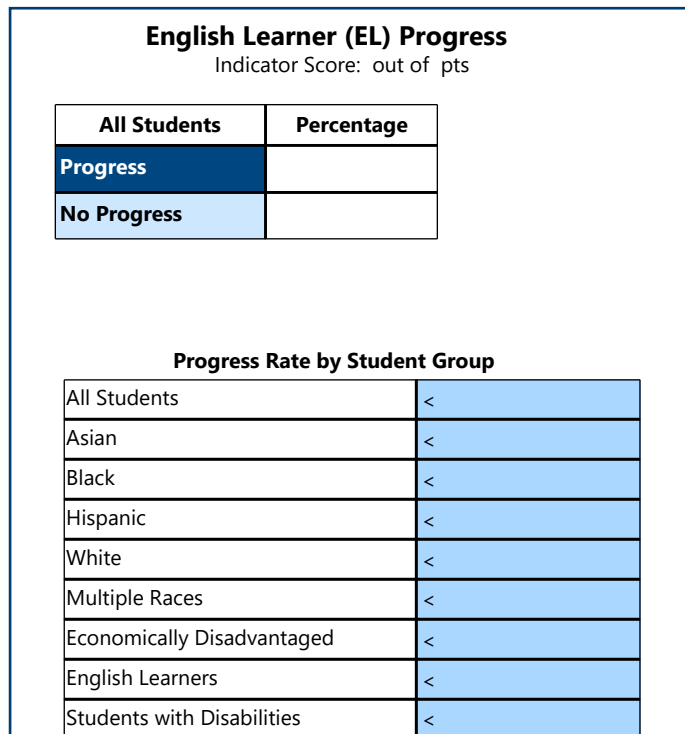 English Learner (EL) Progress
Indicator Score:  out of  pts
All Students Percentage
Progress
No Progress
Progress Rate by Student Group
All Students <
Asian <
Black <
Hispanic <
White <
Multiple Races <
Economically Disadvantaged <
English Learners <
Students with Disabilities <